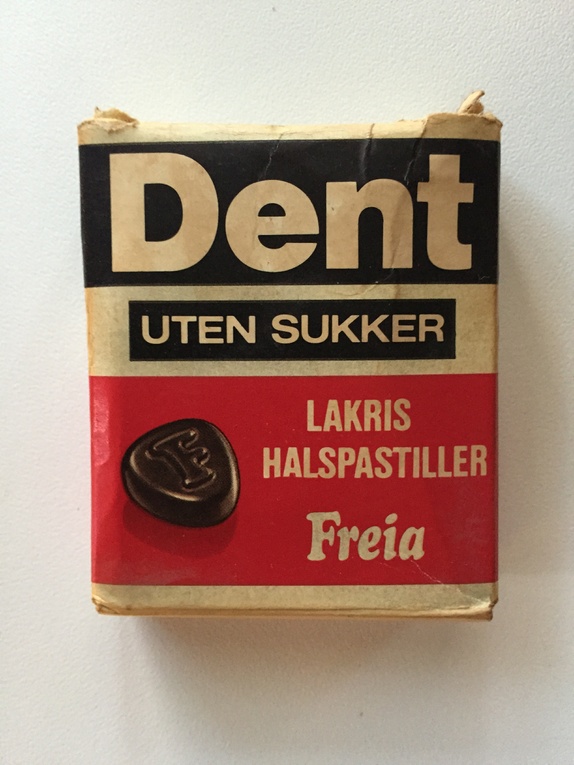 Dent
UTEN SUKKER
LAKRIS
HALSPASTILLER
F
Freia